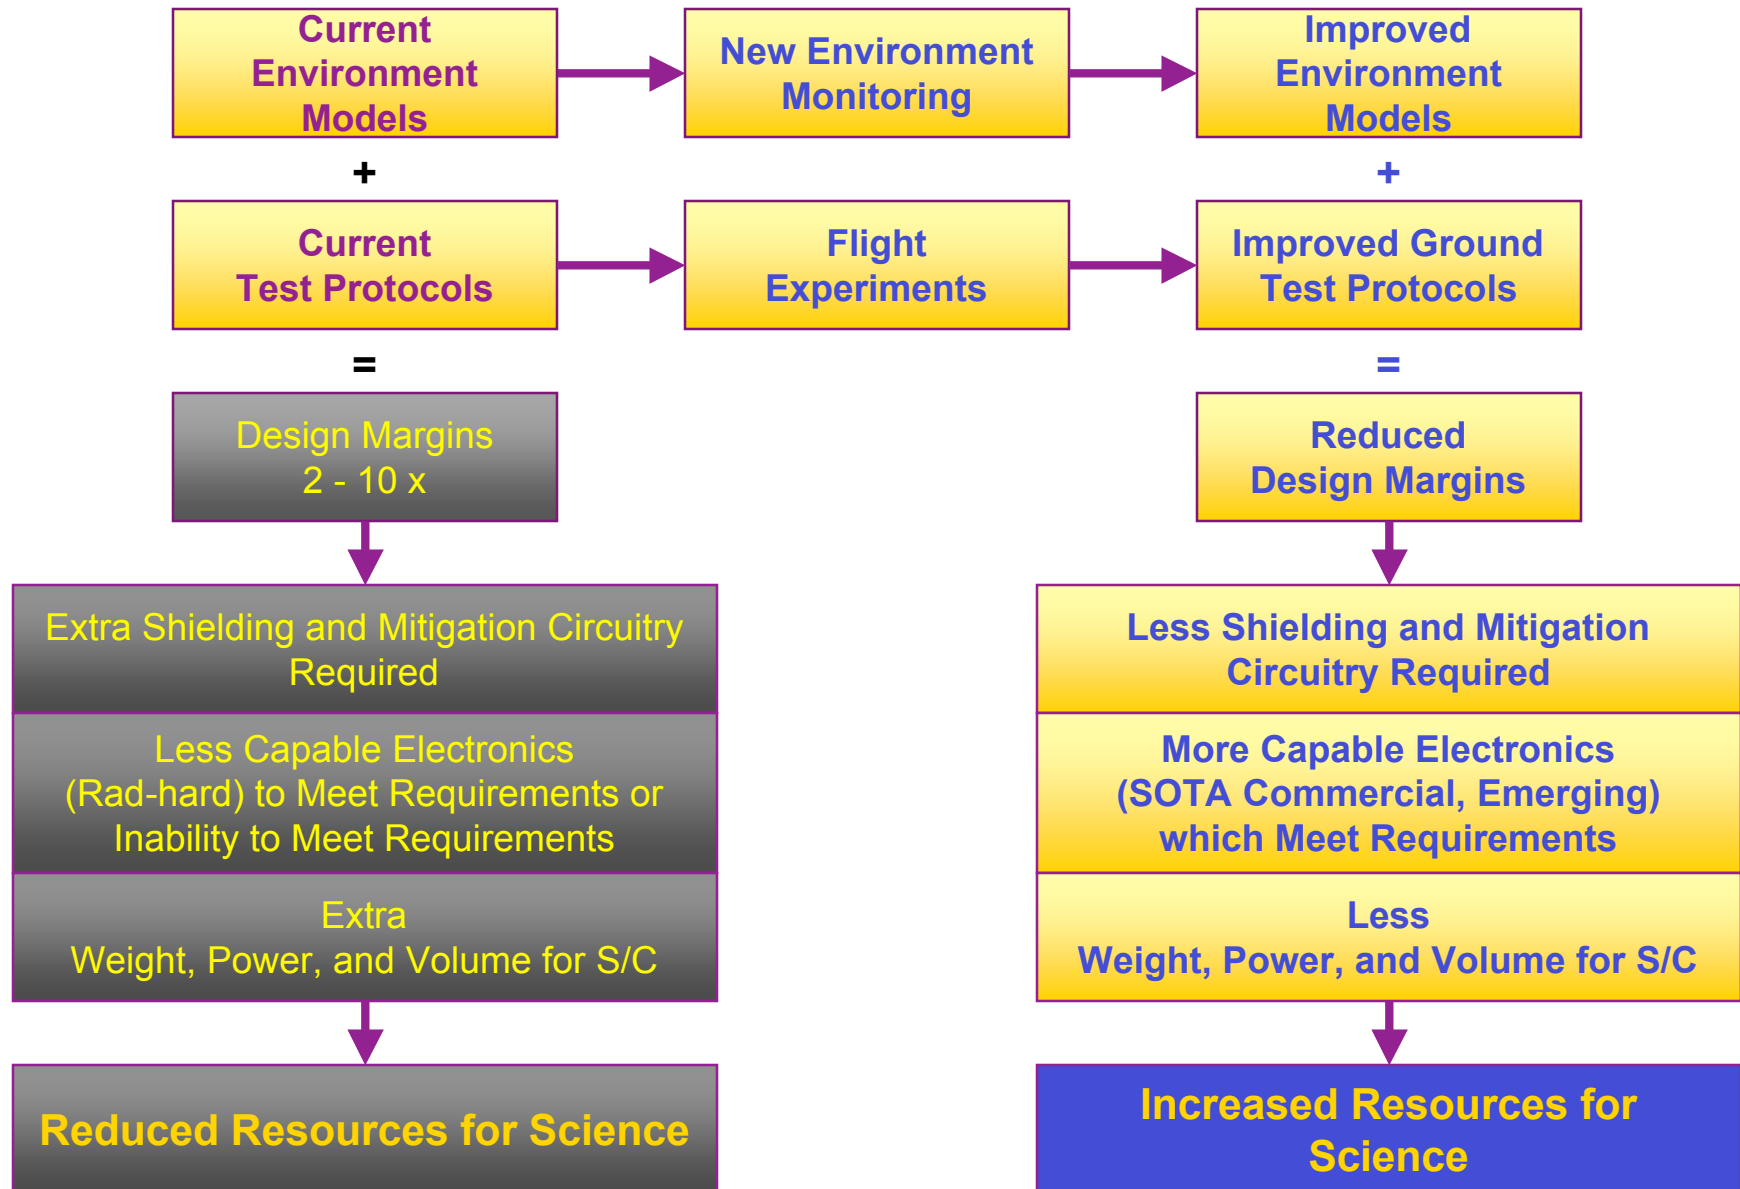 Current
Environment
Models
New Environment
Monitoring
Improved
Environment
Models
+
+
Current
Test Protocols
Flight
Experiments
Improved Ground
Test Protocols
=
=
Design Margins
2 - 10 x
Reduced
Design Margins
Extra Shielding and Mitigation Circuitry
Required
Less Shielding and Mitigation
Circuitry Required
Less Capable Electronics
(Rad-hard) to Meet Requirements or
Inability to Meet Requirements
More Capable Electronics
(SOTA Commercial, Emerging)
which Meet Requirements
Extra
Weight, Power, and Volume for S/C
Less
Weight, Power, and Volume for S/C
Reduced Resources for Science
Increased Resources for
Science